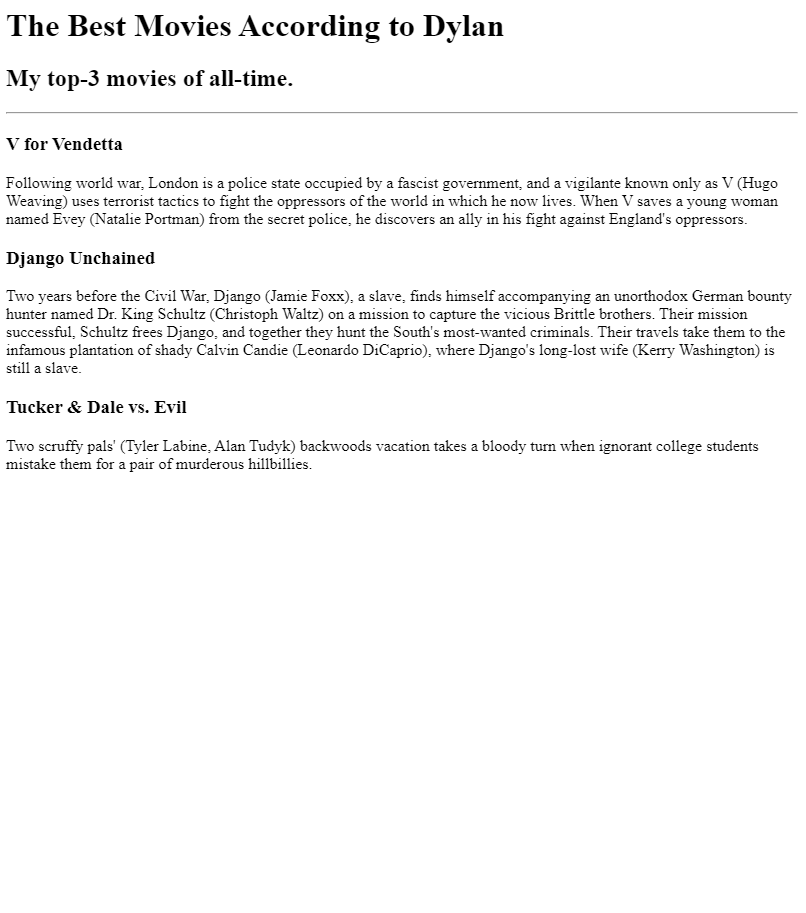 The Best Movies According to Dylan
My top-3 movies of all-time.
V for Vendetta
Following world war, London is a police state occupied by a fascist government, and a vigilante known only as V (Hugo
Weaving) uses terrorist tactics to fight the oppressors of the world in which he now lives. When V saves a young woman
named Evey (Natalie Portman) from the secret police, he discovers an ally in his fight against England's oppressors.
Django Unchained
Two years before the Civil War, Django (Jamie Foxx), a slave, finds himself accompanying an unorthodox German bounty
hunter named Dr. King Schultz (Christoph Waltz) on a mission to capture the vicious Brittle brothers. Their mission
successful, Schultz frees Django, and together they hunt the South's most-wanted criminals. Their travels take them to the
infamous plantation of shady Calvin Candie (Leonardo DiCaprio), where Django's long-lost wife (Kerry Washington) is
still a slave.
Tucker & Dale vs. Evil
Two scruffy pals' (Tyler Labine, Alan Tudyk) backwoods vacation takes a bloody turn when ignorant college students
mistake them for a pair of murderous hillbillies.